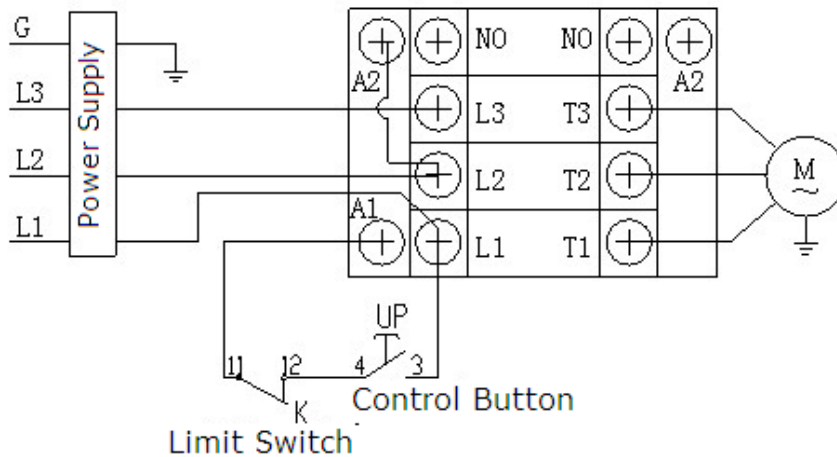 G
L3
L2
L1
Power Supply
A2
NO NO
A2
L3 T3
L2 T2
A1
L1 T1
M
~
UP
11 12 4 3
K
Control Button
Limit Switch